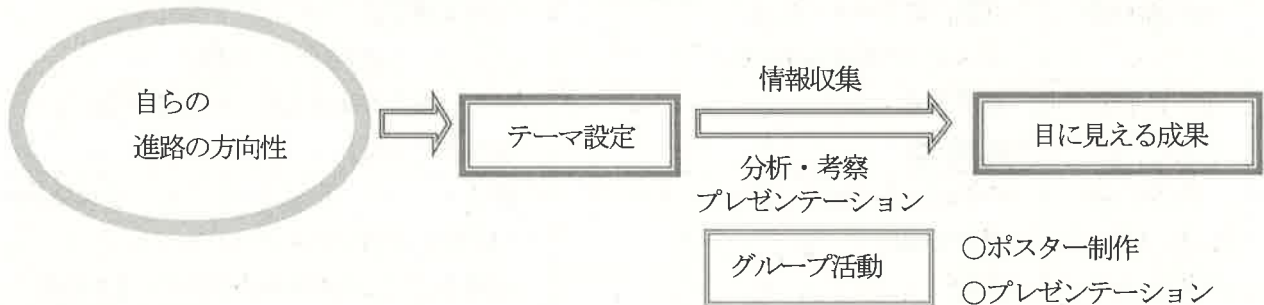 自らの
進路の方向性
テーマ設定
情報収集
分析・考察
プレゼンテーション
目に見える成果
グループ活動
○ポスター制作
○プレゼンテーション